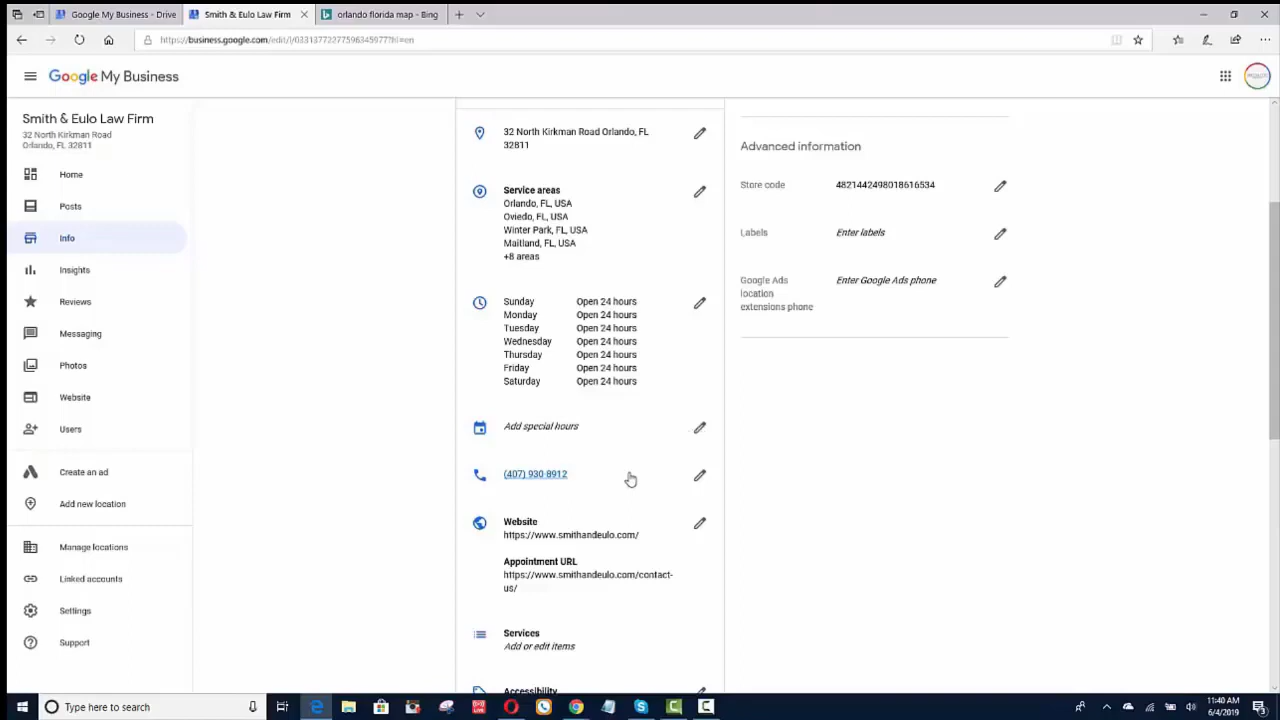 Google My Business - Drive
Smith & Eulo Law Firm
orlando florida map - Bing
Google My Business
Smith & Eulo Law Firm
32 North Kirkman Road
Orlando, FL 32811
Home
Posts
Info
Insights
Reviews
Messaging
Photos
Website
Users
Create an ad
Add new location
Manage locations
Linked accounts
Settings
Support
32 North Kirkman Road Orlando, FL
32811
Service areas
Orlando, FL, USA
Oviedo, FL, USA
Winter Park, FL, USA
Maitland, FL, USA
+8 areas
Sunday Open 24 hours
Monday Open 24 hours
Tuesday Open 24 hours
Wednesday Open 24 hours
Thursday Open 24 hours
Friday Open 24 hours
Saturday Open 24 hours
Add special hours
(407) 930-8912
Website
https://www.smithandeulo.com/
Appointment URL
https://www.smithandeulo.com/contact-
us/
Services
Add or edit items
Accessibility
Advanced information
Store code 4821442498018616534
Labels Enter labels
Google Ads Enter Google Ads phone
location
extensions phone
Type here to search
11:40 AM
6/4/2019